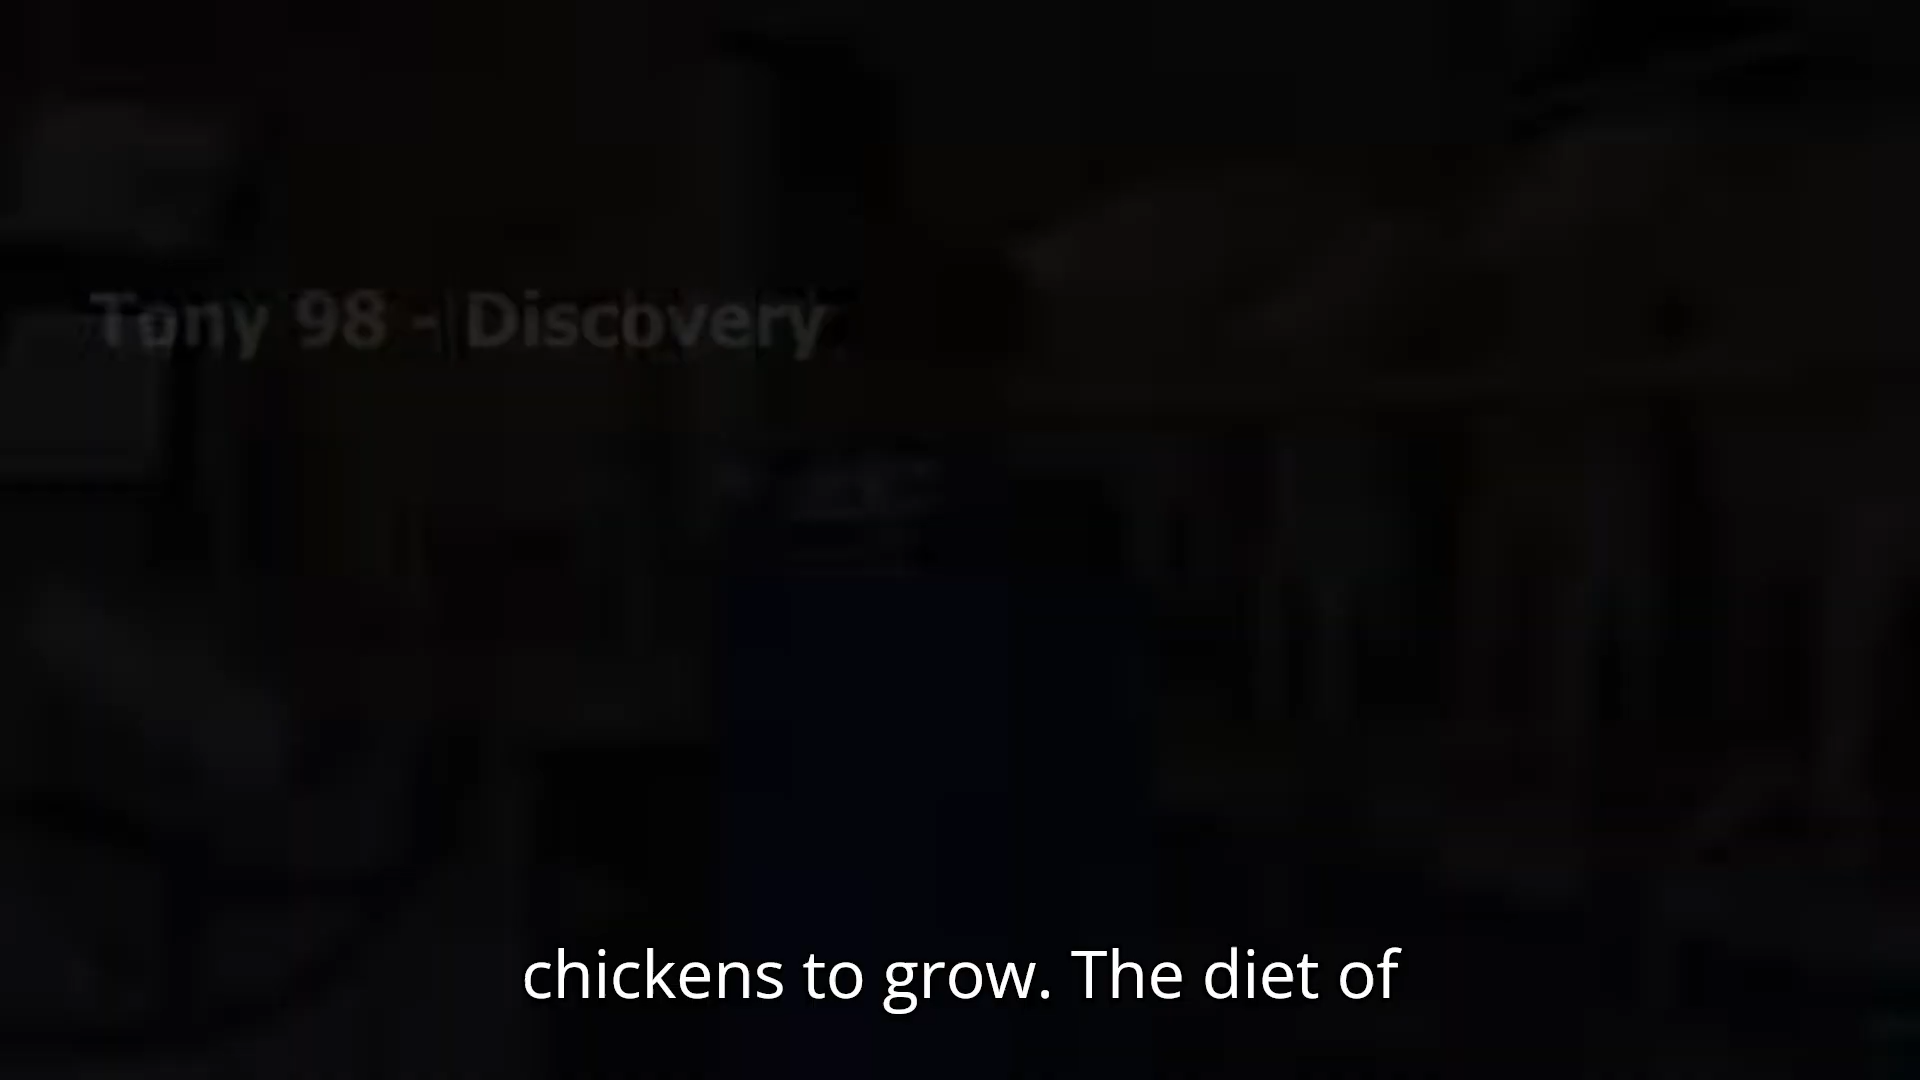 Tony 98 - Discovery
chickens to grow. The diet of